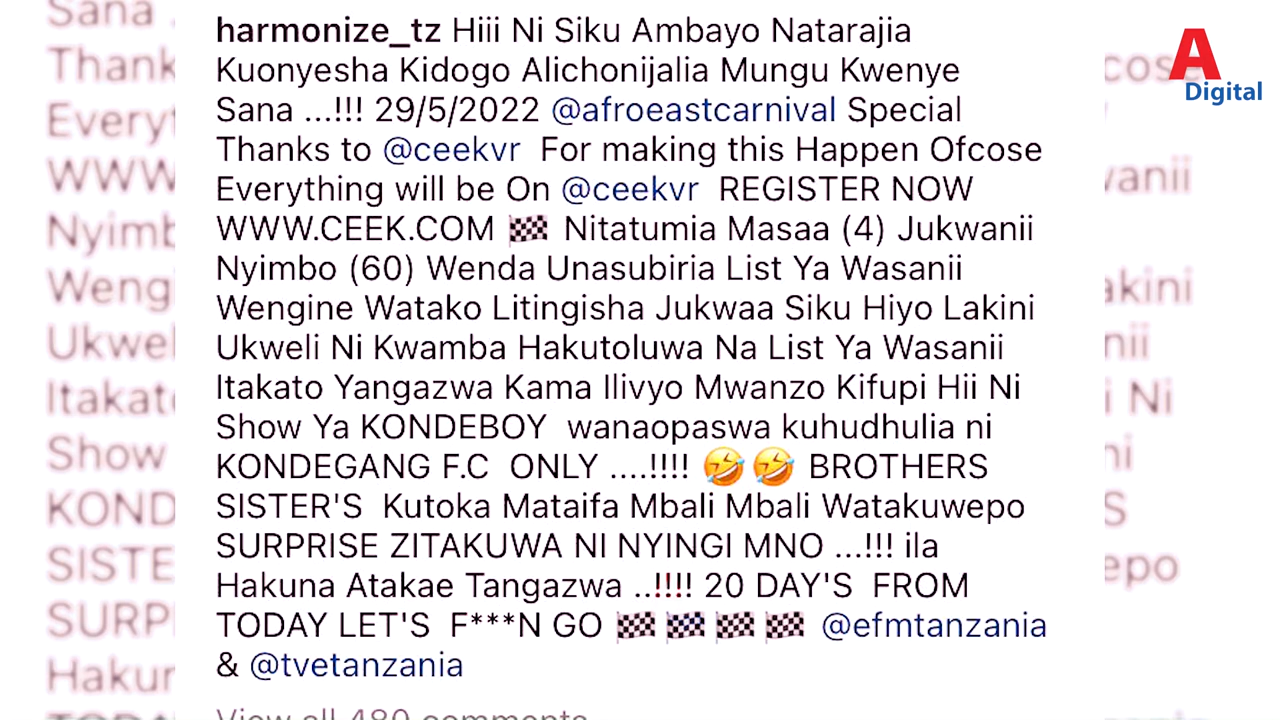 harmonize_tz Hiii Ni Siku Ambayo Natarajia
Kuonyesha Kidogo Alichonijalia Mungu Kwenye
Sana ...!!! 29/5/2022 @afroeastcarnival Special
Thanks to @ceekvr For making this Happen Ofcose
Everything will be On @ceekvr REGISTER NOW
WWW.CEEK.COM 🏁 Nitatumia Masaa (4) Jukwanii
Nyimbo (60) Wenda Unasubiria List Ya Wasanii
Wengine Watako Litingisha Jukwaa Siku Hiyo Lakini
Ukweli Ni Kwamba Hakutoluwa Na List Ya Wasanii
Itakato Yangazwa Kama Ilivyo Mwanzo Kifupi Hii Ni
Show Ya KONDEBOY wanaopaswa kuhudhulia ni
KONDEGANG F.C ONLY ....!!!! 🤣🤣 BROTHERS
SISTER'S Kutoka Mataifa Mbali Mbali Watakuwepo
SURPRISE ZITAKUWA NI NYINGI MNO ...!!! ila
Hakuna Atakae Tangazwa ..!!!! 20 DAY'S FROM
TODAY LET'S F***N GO 🏁🏁🏁🏁 @efmtanzania
& @tvetanzania
View all 480 comments
A
Digital